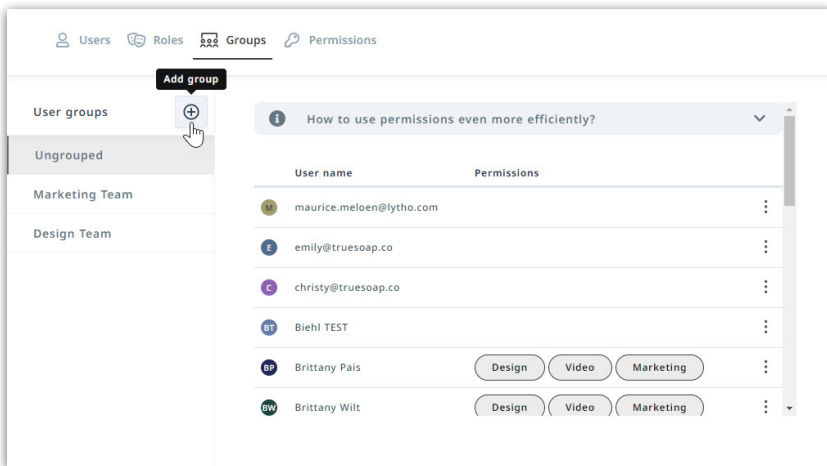 Users Roles Groups Permissions
Add group
User groups
Ungrouped
Marketing Team
Design Team
How to use permissions even more efficiently?
User name Permissions
M maurice.meloen@lytho.com
E emily@truesoap.co
C christy@truesoap.co
BT Biehl TEST
BP Brittany Pais Design Video Marketing
BW Brittany Wilt Design Video Marketing